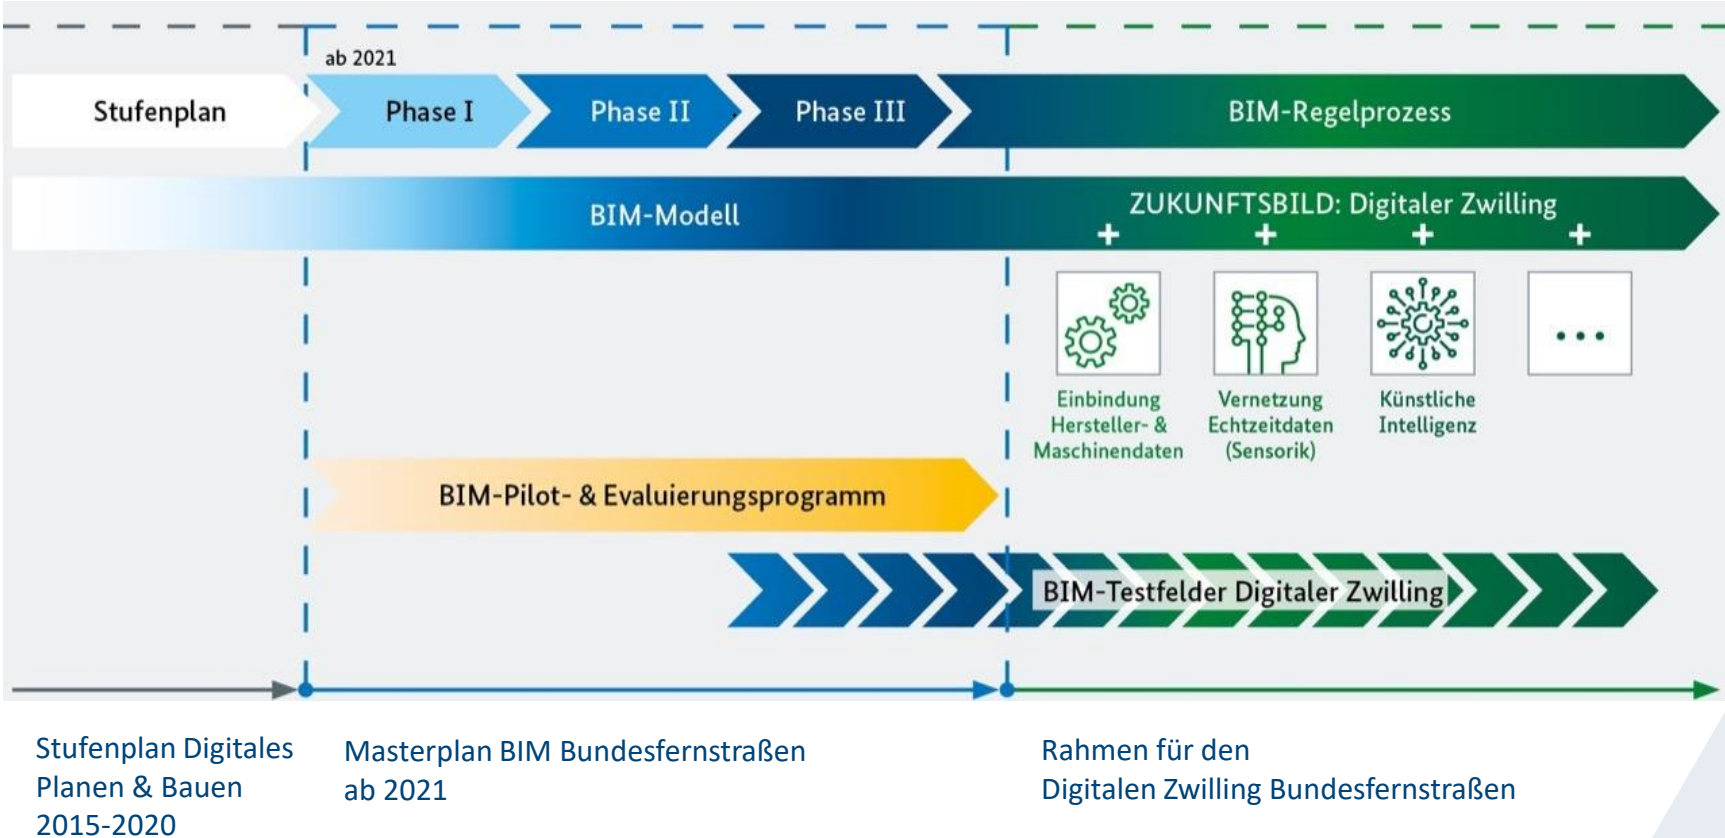 ab 2021
Stufenplan
Phase I
Phase II
Phase III
BIM-Regelprozess
BIM-Modell
ZUKUNFTSBILD: Digitaler Zwilling
+ + + +
...
Einbindung
Hersteller- &
Maschinendaten
Vernetzung
Echtzeitdaten
(Sensorik)
Künstliche
Intelligenz
BIM-Pilot- & Evaluierungsprogramm
BIM-Testfelder Digitaler Zwilling
Stufenplan Digitales
Planen & Bauen
2015-2020
Masterplan BIM Bundesfernstraßen
ab 2021
Rahmen für den
Digitalen Zwilling Bundesfernstraßen